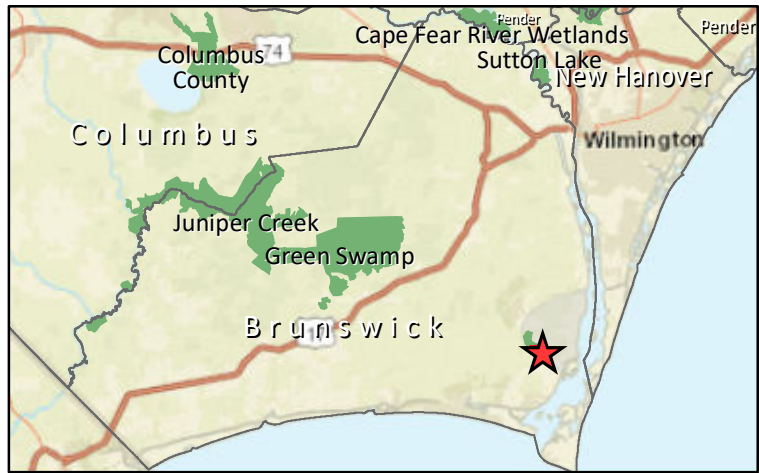 Pender
Cape Fear River Wetlands
Pender
Columbus
County
74
Sutton Lake
New Hanover
Columbus
Wilmington
Juniper Creek
Green Swamp
Brunswick